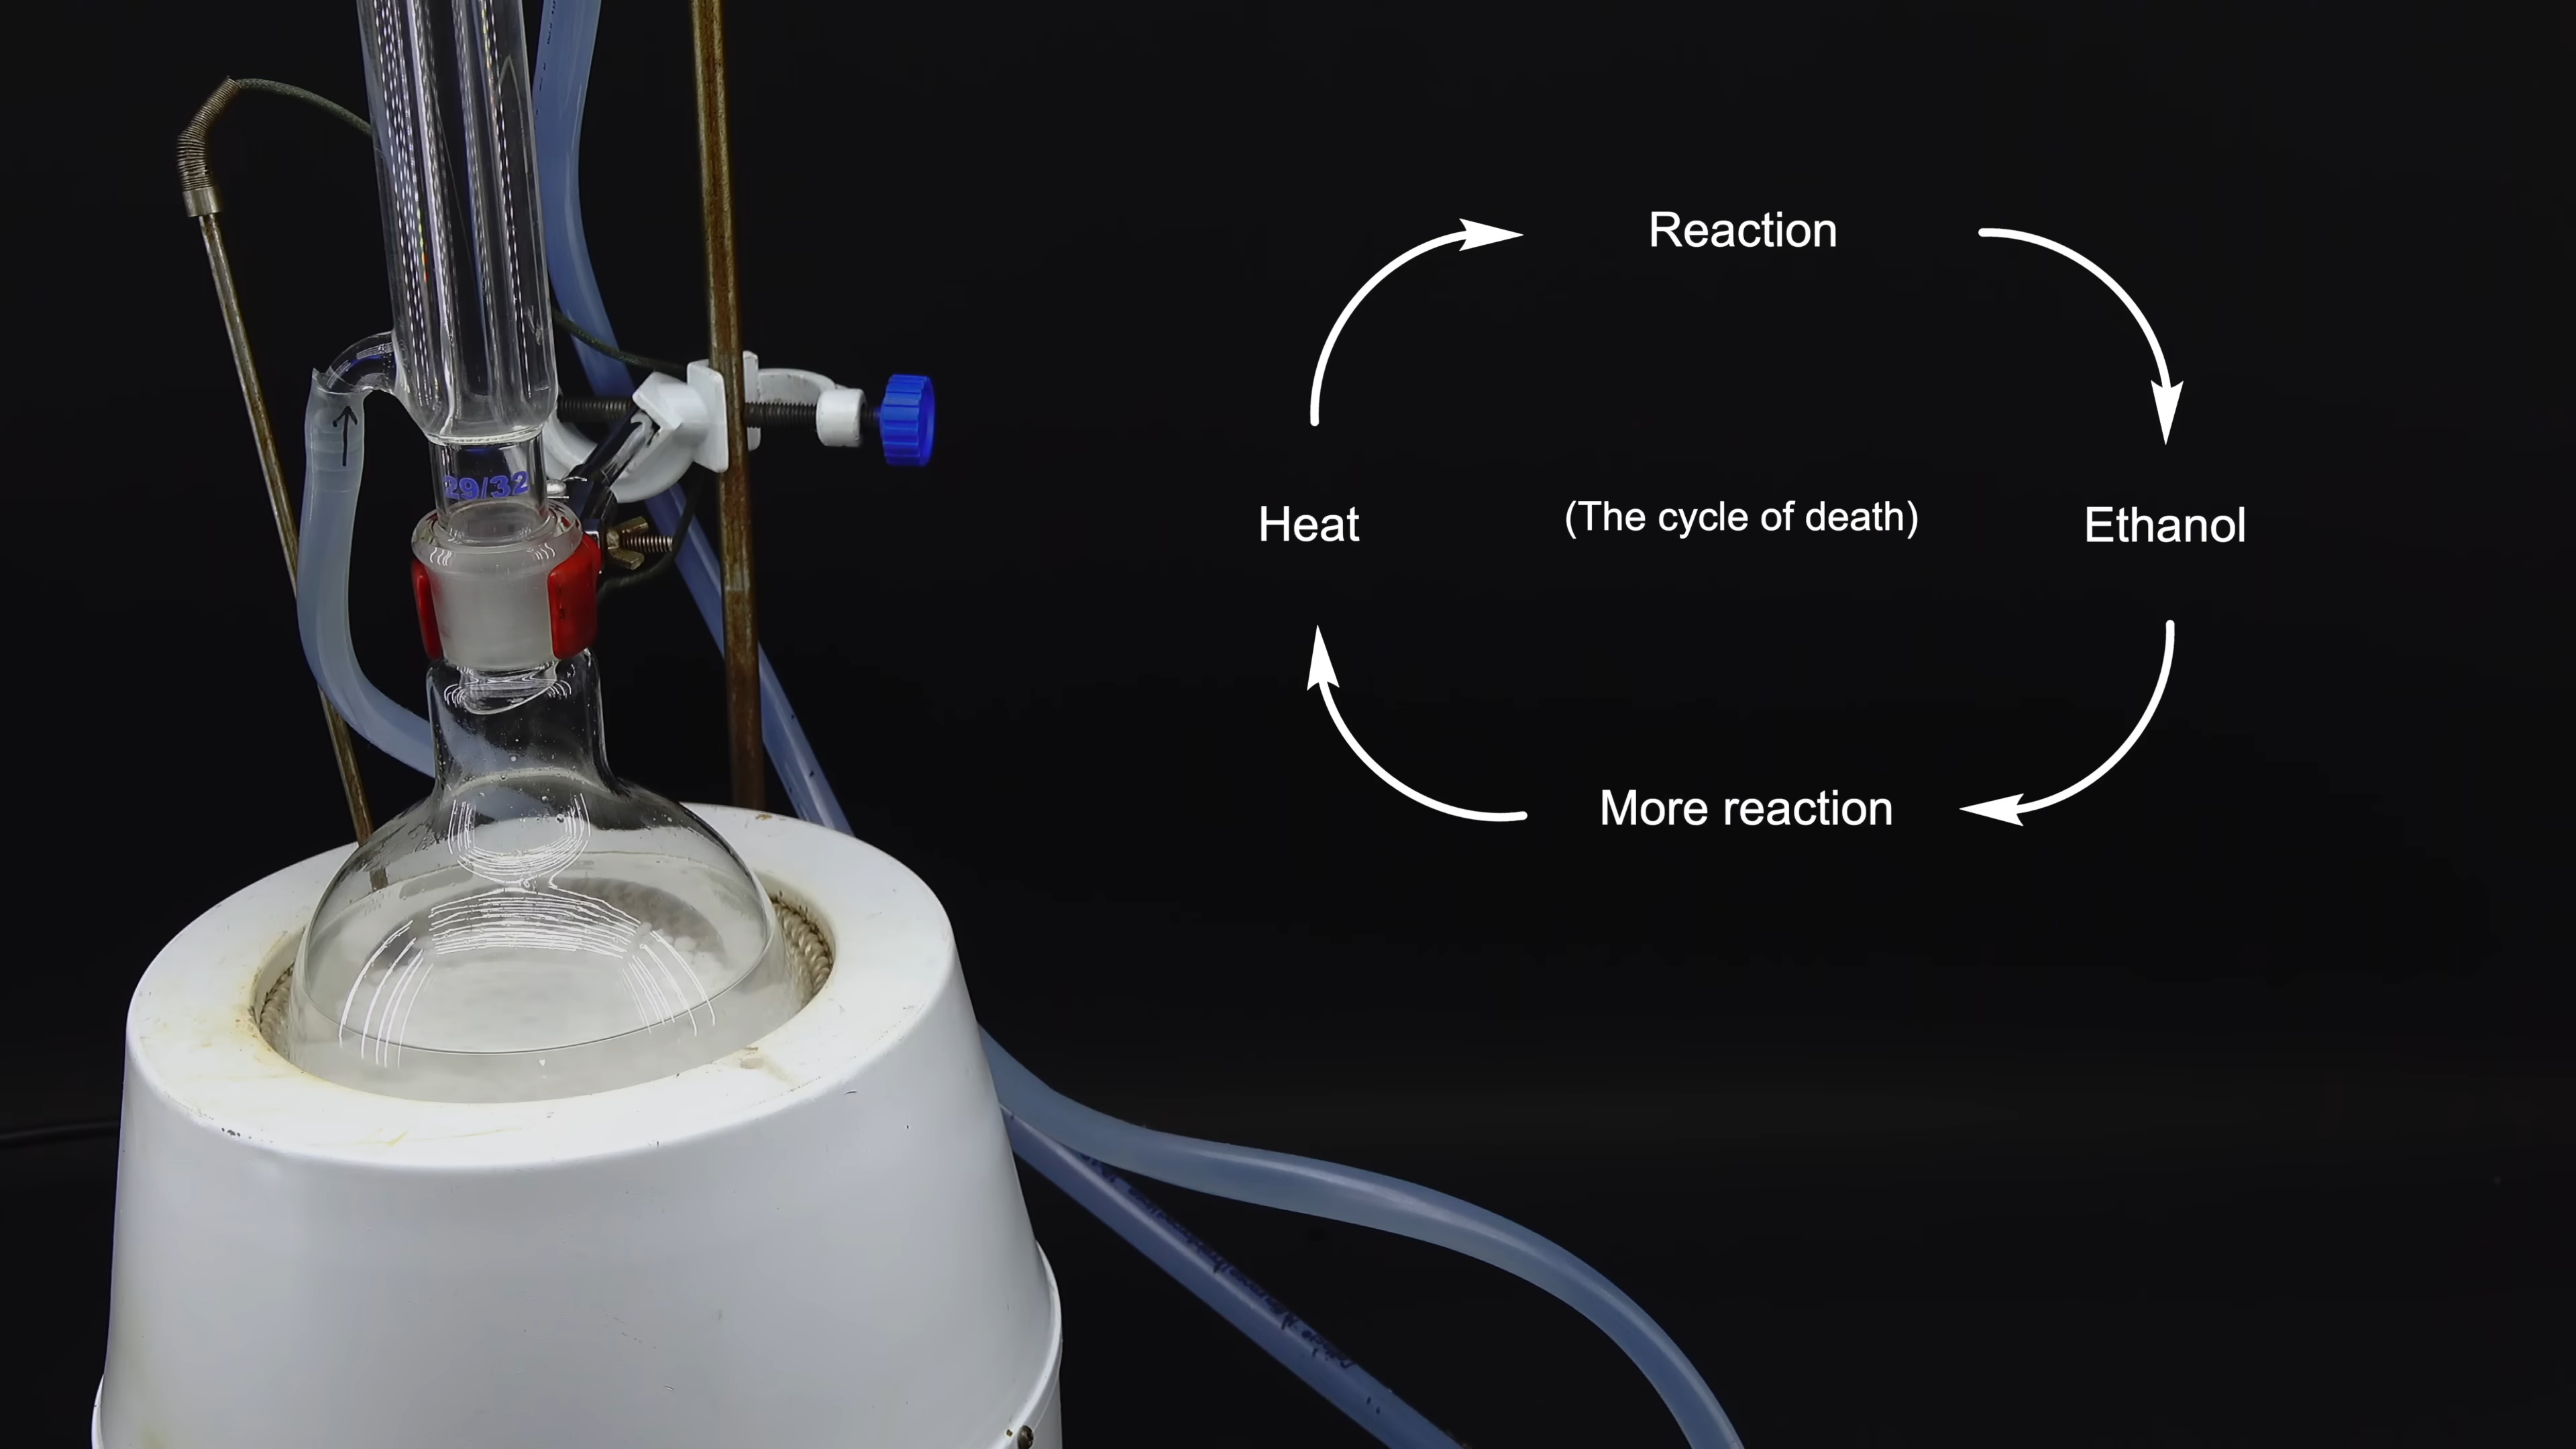 29/32
Reaction
Heat
(The cycle of death)
Ethanol
More reaction